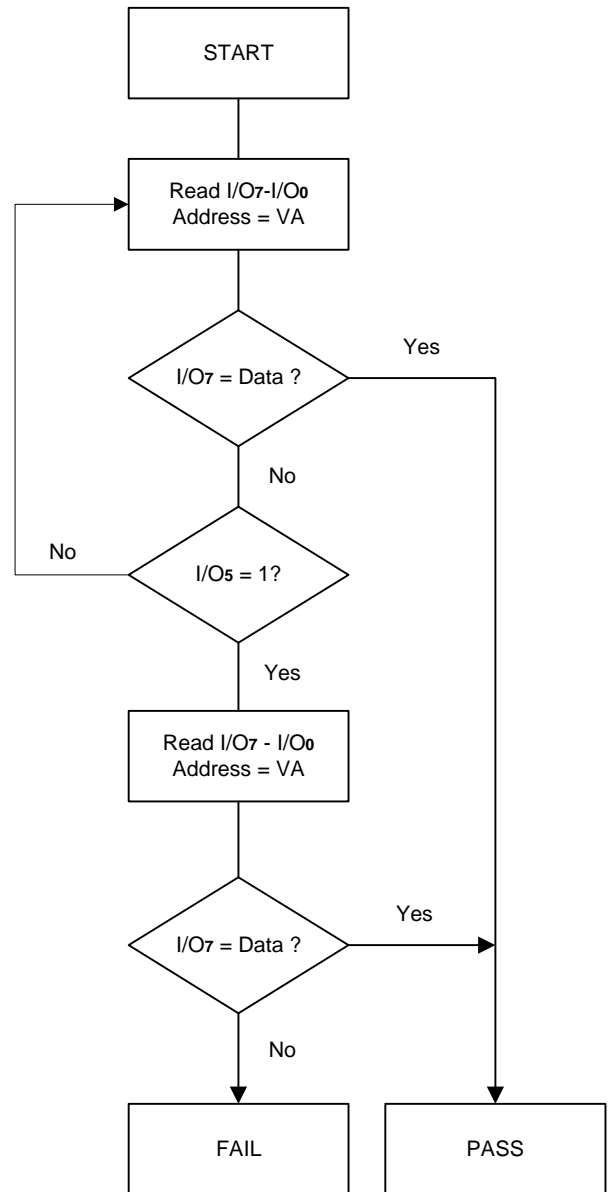 START
Read I/O7-I/O0
Address = VA
I/O7 = Data ?
Yes
No
No
I/O5 = 1?
Yes
Read I/O7 - I/O0
Address = VA
I/O7 = Data ?
Yes
No
FAIL
PASS